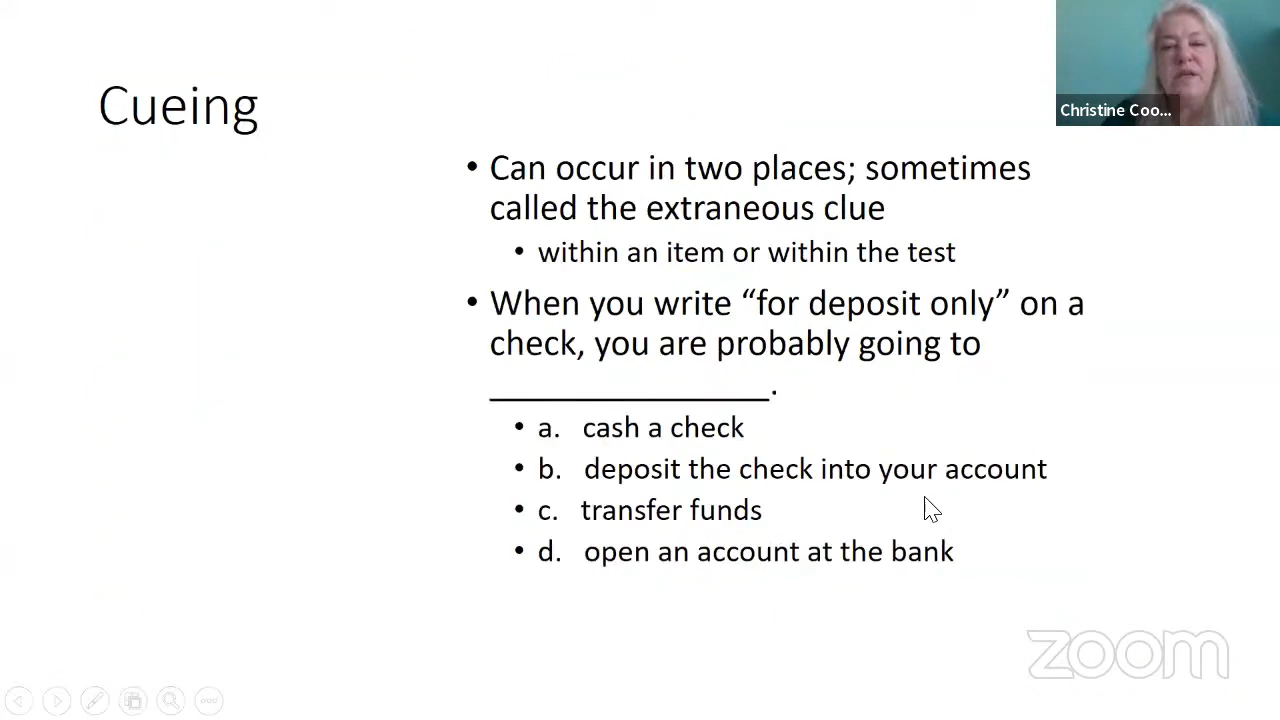 Christine Coo...
Cueing
• Can occur in two places; sometimes
called the extraneous clue
• within an item or within the test
• When you write “for deposit only” on a
check, you are probably going to
_______________.
• a. cash a check
• b. deposit the check into your account
• c. transfer funds
• d. open an account at the bank
zoom